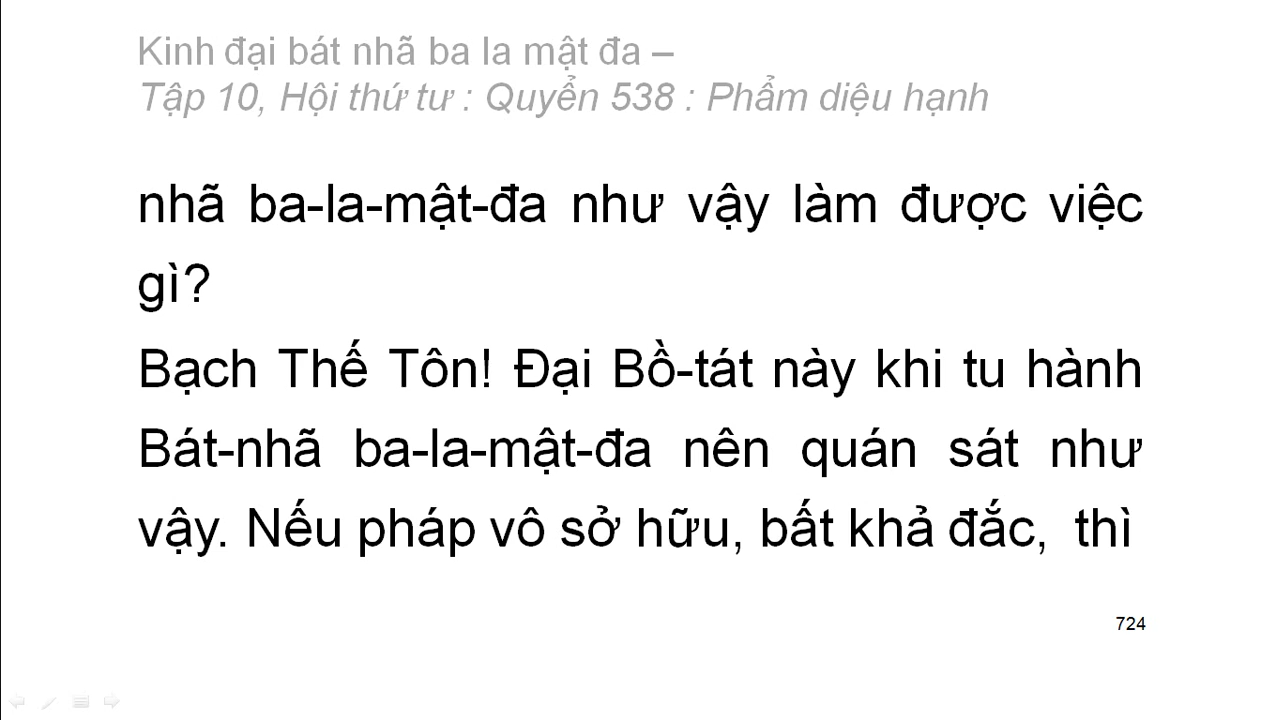 Kinh đại bát nhã ba la mật đa –
Tập 10, Hội thứ tư : Quyển 538 : Phẩm diệu hạnh
nhã ba-la-mật-đa như vậy làm được việc
gì?
Bạch Thế Tôn! Đại Bồ-tát này khi tu hành
Bát-nhã ba-la-mật-đa nên quán sát như
vậy. Nếu pháp vô sở hữu, bất khả đắc, thì
724